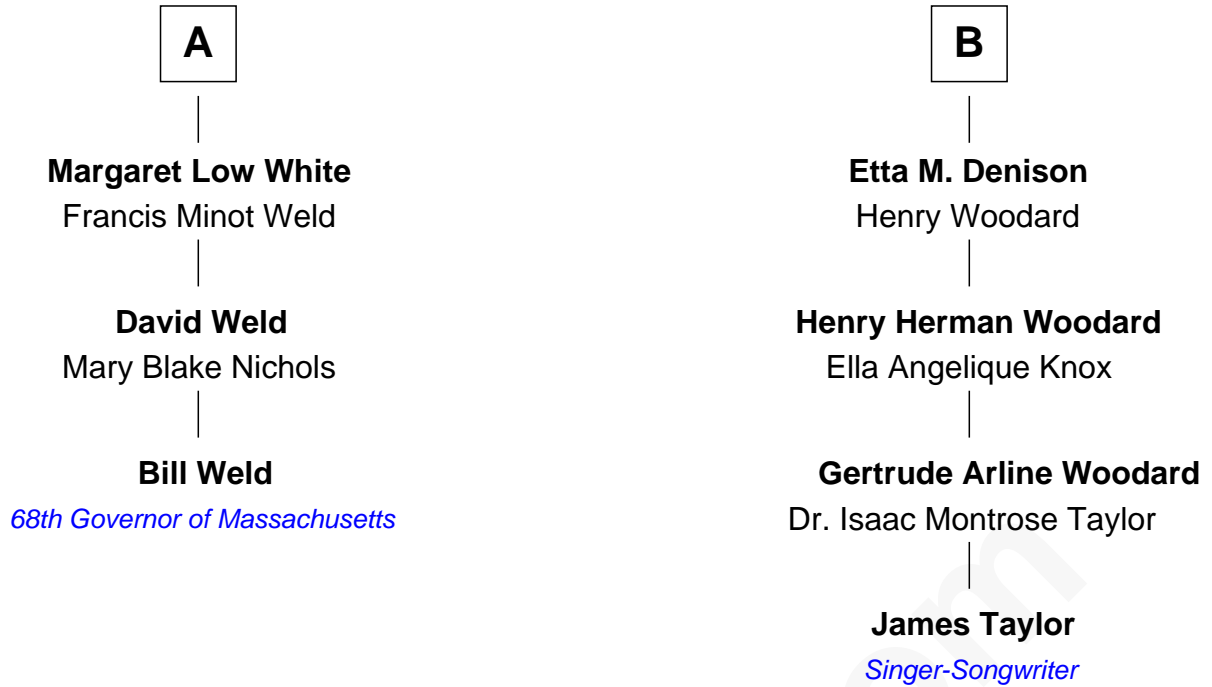 A
Margaret Low White
Francis Minot Weld
David Weld
Mary Blake Nichols
Bill Weld
68th Governor of Massachusetts
B
Etta M. Denison
Henry Woodard
Henry Herman Woodard
Ella Angelique Knox
Gertrude Arline Woodard
Dr. Isaac Montrose Taylor
James Taylor
Singer-Songwriter